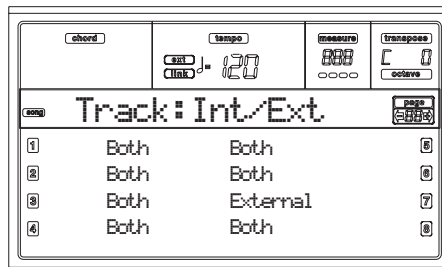 chord tempo measure transpose
ext link ♩= 120 888 C 0
octave
song Track:Int/Ext page 88
1 Both Both 5
2 Both Both 6
3 Both External 7
4 Both Both 8